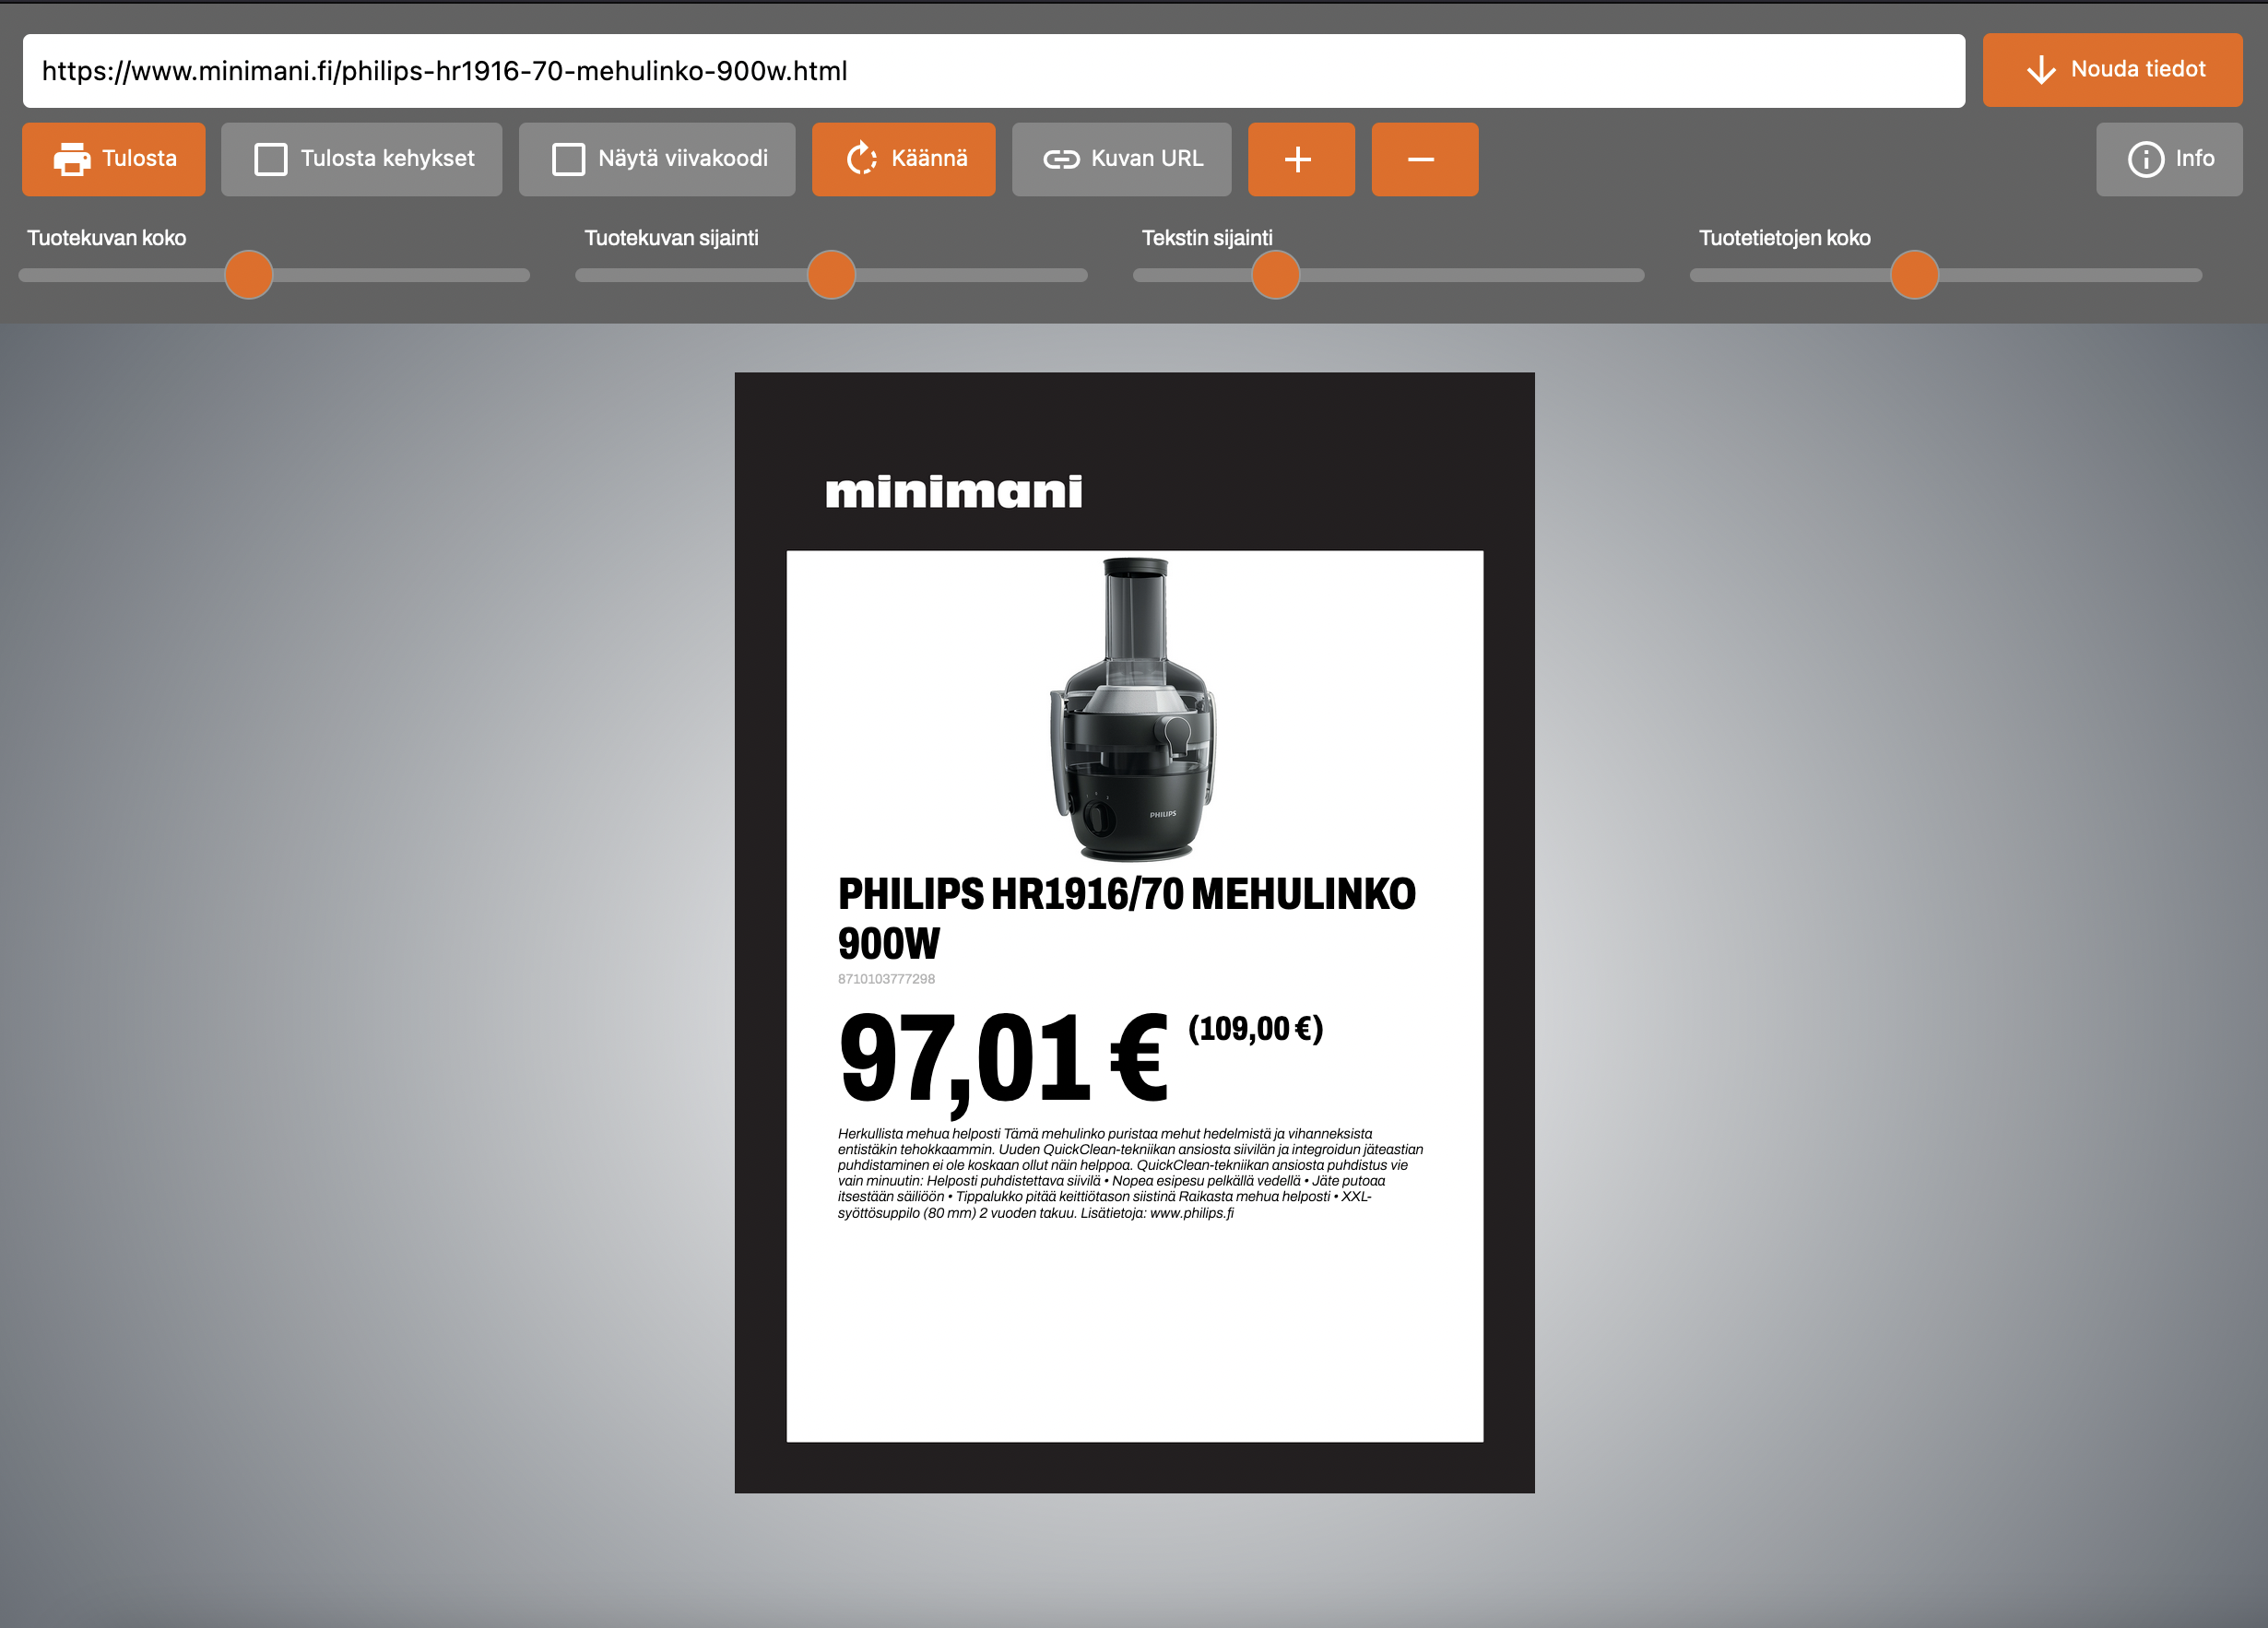 https://www.minimani.fi/philips-hr1916-70-mehulinko-900w.html
Nouda tiedot
Tulosta
Tulosta kehykset
Näytä viivakoodi
Käännä
Kuvan URL
+
−
Info
Tuotekuvan koko
Tuotekuvan sijainti
Tekstin sijainti
Tuotetietojen koko
minimani
PHILIPS
PHILIPS HR1916/70 MEHULINKO
900W
8710103777298
97,01 € (109,00 €)
Herkullista mehua helposti Tämä mehulinko puristaa mehut hedelmistä ja vihanneksista
entistäkin tehokkaammin. Uuden QuickClean-tekniikan ansiosta siivilän ja integroidun jäteastian
puhdistaminen ei ole koskaan ollut näin helppoa. QuickClean-tekniikan ansiosta puhdistus vie
vain minuutin: Helposti puhdistettava siivilä • Nopea esipesu pelkällä vedellä • Jäte putoaa
itsestään säiliöön • Tippalukko pitää keittiötason siistinä Raikasta mehua helposti • XXL-
syöttösuppilo (80 mm) 2 vuoden takuu. Lisätietoja: www.philips.fi